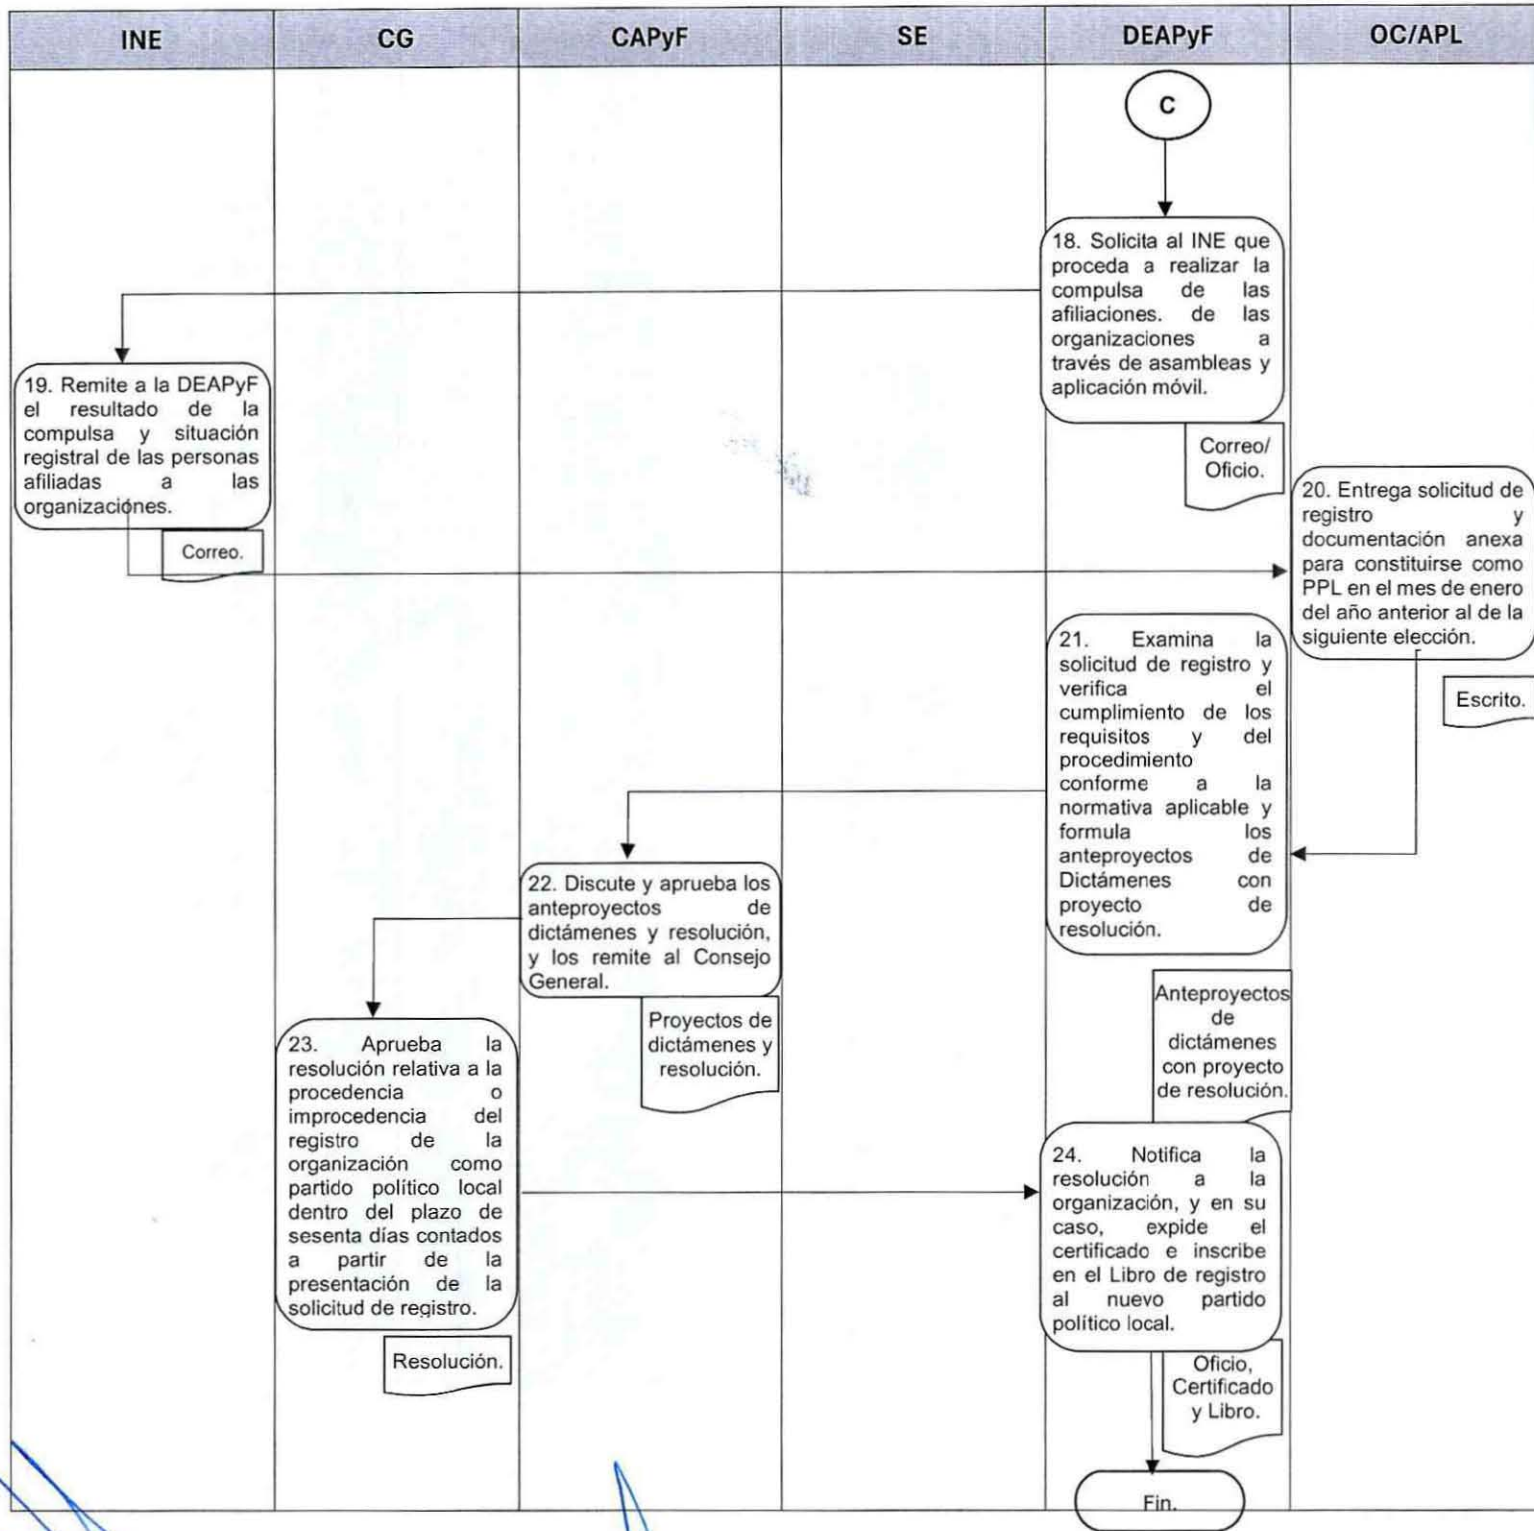 INE CG CAPyF SE DEAPyF OC/APL
C
18. Solicita al INE que
proceda a realizar la
compulsa de las
afiliaciones. de las
organizaciones a
través de asambleas y
aplicación móvil.
Correo/
Oficio.
19. Remite a la DEAPyF
el resultado de la
compulsa y situación
registral de las personas
afiliadas a las
organizaciones.
Correo.
20. Entrega solicitud de
registro y
documentación anexa
para constituirse como
PPL en el mes de enero
del año anterior al de la
siguiente elección.
Escrito.
21. Examina la
solicitud de registro y
verifica el
cumplimiento de los
requisitos y del
procedimiento
conforme a la
normativa aplicable y
formula los
anteproyectos de
Dictámenes con
proyecto de
resolución.
Anteproyectos
de
dictámenes
con proyecto
de resolución.
22. Discute y aprueba los
anteproyectos de
dictámenes y resolución,
y los remite al Consejo
General.
Proyectos de
dictámenes y
resolución.
23. Aprueba la
resolución relativa a la
procedencia o
improcedencia del
registro de la
organización como
partido político local
dentro del plazo de
sesenta días contados
a partir de la
presentación de la
solicitud de registro.
Resolución.
24. Notifica la
resolución a la
organización, y en su
caso, expide el
certificado e inscribe
en el Libro de registro
al nuevo partido
político local.
Oficio,
Certificado
y Libro.
Fin.